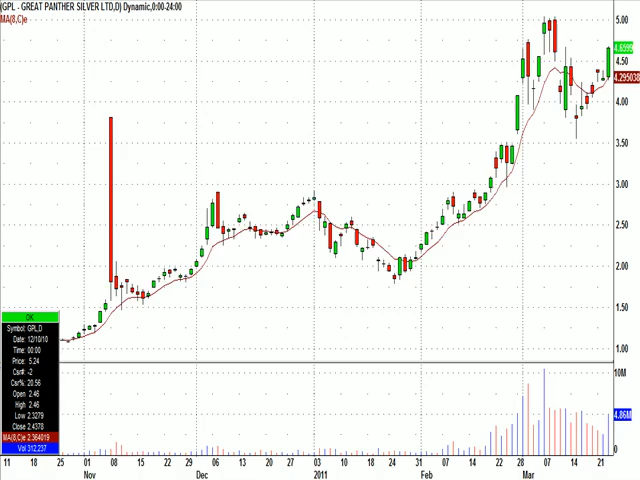 (GPL - GREAT PANTHER SILVER LTD,D) Dynamic,0:00-24:00
MA(8,C)e
5.00
4.6599
4.50
4.295038
4.00
3.50
3.00
2.50
2.00
1.50
1.00
OK
Symbol: GPL,D
Date: 12/10/10
Time: 00:00
Price: 5.24
Csr#: -2
Csr%: 20.56
Open 2.46
High 2.46
Low 2.3279
Close 2.4378
MA(8,C)e 2.364019
Vol 312,237
10M
4.86M
0
11 18 25 01 08 15 22 29 06 13 20 27 03 10 18 24 31 07 14 22 28 07 14 21
Nov Dec 2011 Feb Mar